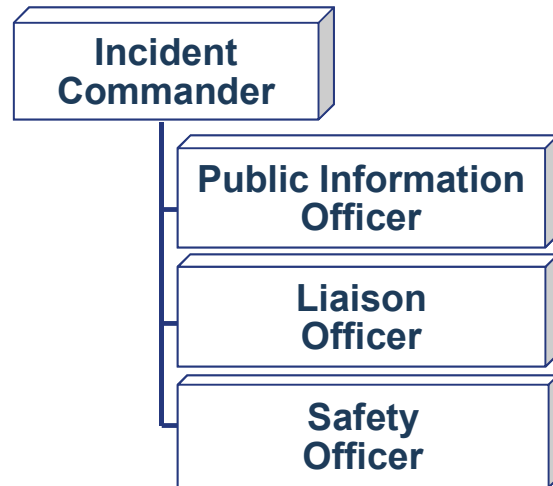 Incident
Commander
Public Information
Officer
Liaison
Officer
Safety
Officer